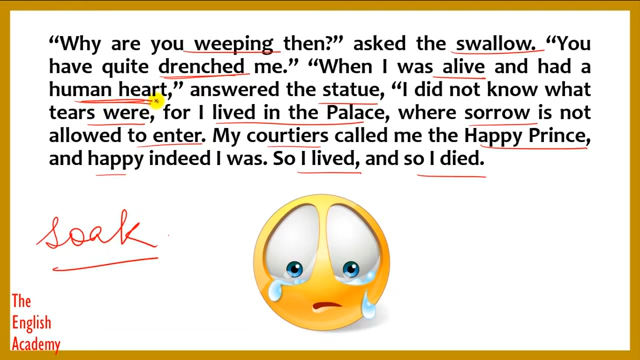 “Why are you weeping then?” asked the swallow. “You
have quite drenched me.” “When I was alive and had a
human heart,” answered the statue, “I did not know what
tears were, for I lived in the Palace, where sorrow is not
allowed to enter. My courtiers called me the Happy Prince,
and happy indeed I was. So I lived, and so I died.
soak
The
English
Academy